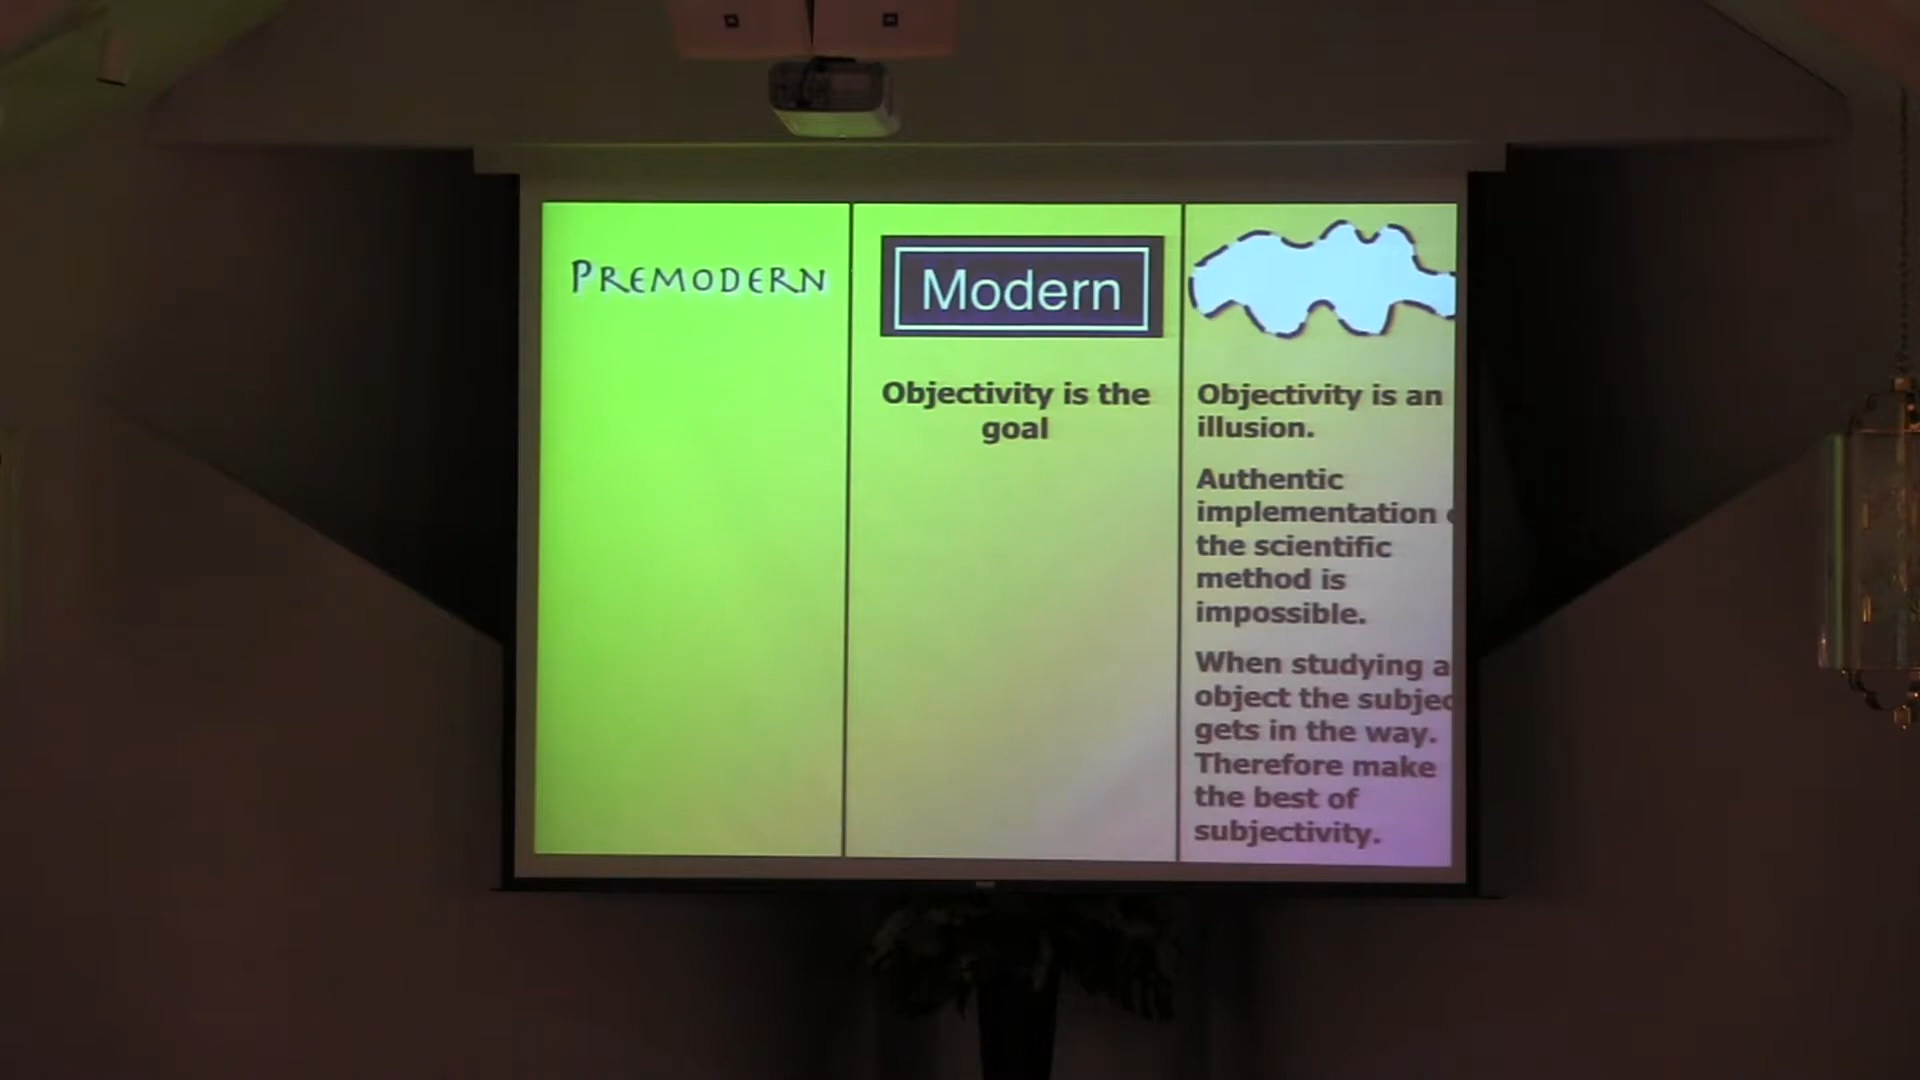 PREMODERN
Modern
Objectivity is the
goal
Objectivity is an
illusion.
Authentic
implementation
the scientific
method is
impossible.
When studying a
object the subjec
gets in the way.
Therefore make
the best of
subjectivity.